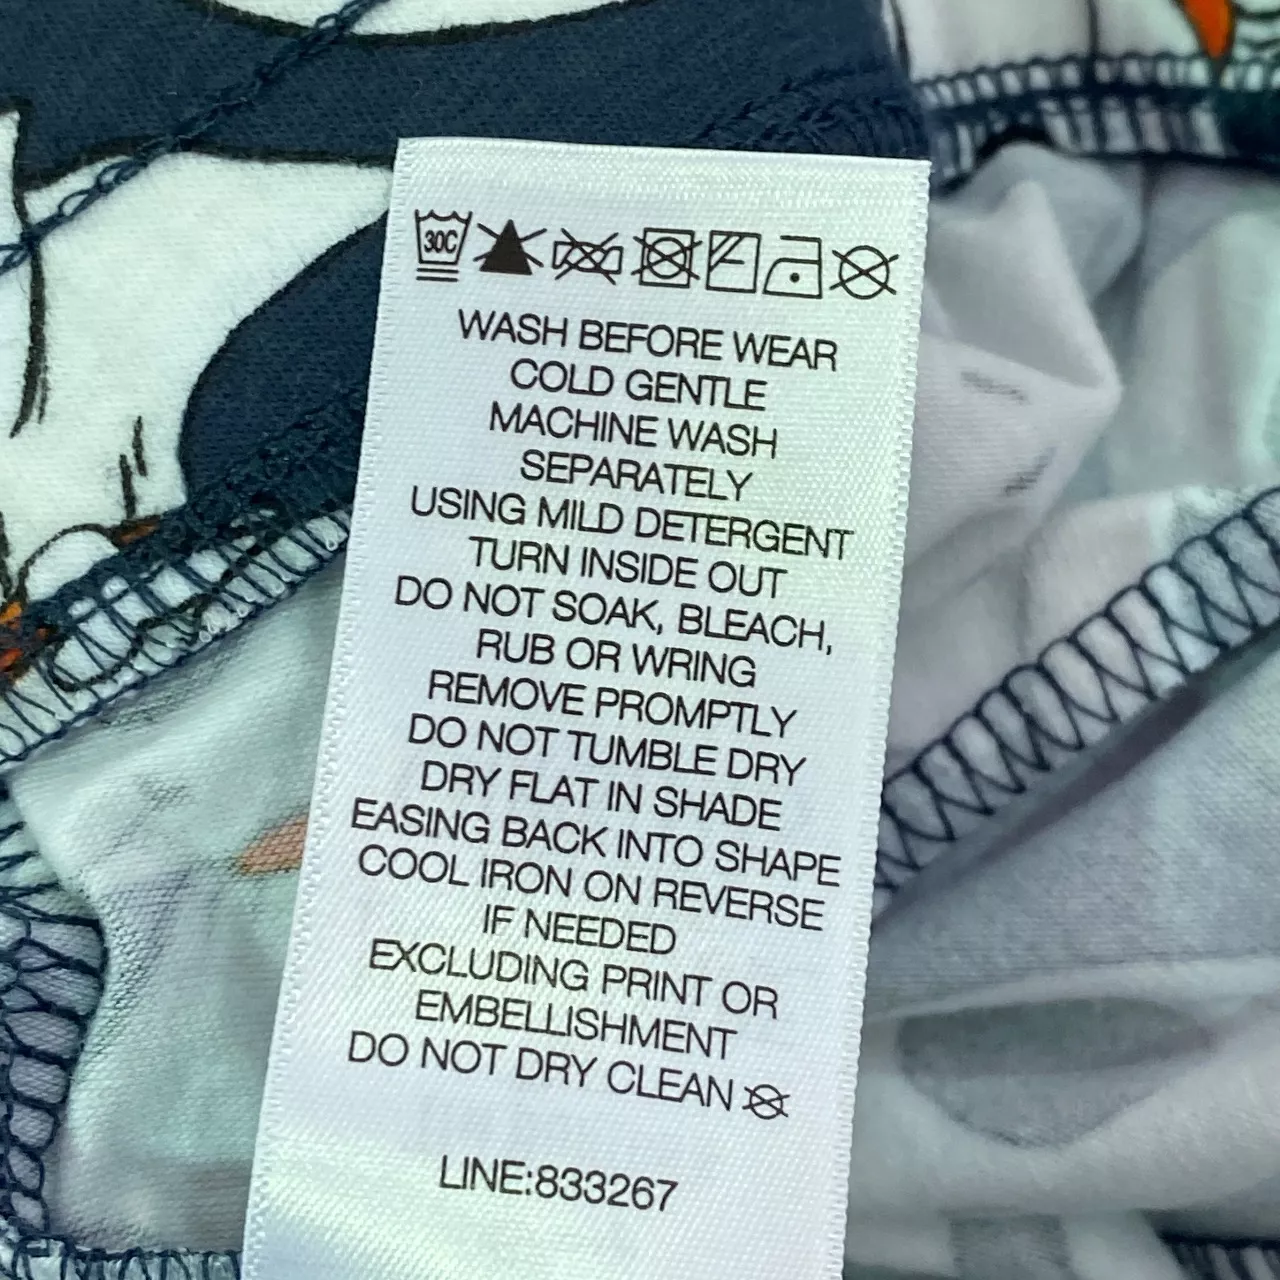 30C
WASH BEFORE WEAR
COLD GENTLE
MACHINE WASH
SEPARATELY
USING MILD DETERGENT
TURN INSIDE OUT
DO NOT SOAK, BLEACH,
RUB OR WRING
REMOVE PROMPTLY
DO NOT TUMBLE DRY
DRY FLAT IN SHADE
EASING BACK INTO SHAPE
COOL IRON ON REVERSE
IF NEEDED
EXCLUDING PRINT OR
EMBELLISHMENT
DO NOT DRY CLEAN
LINE:833267